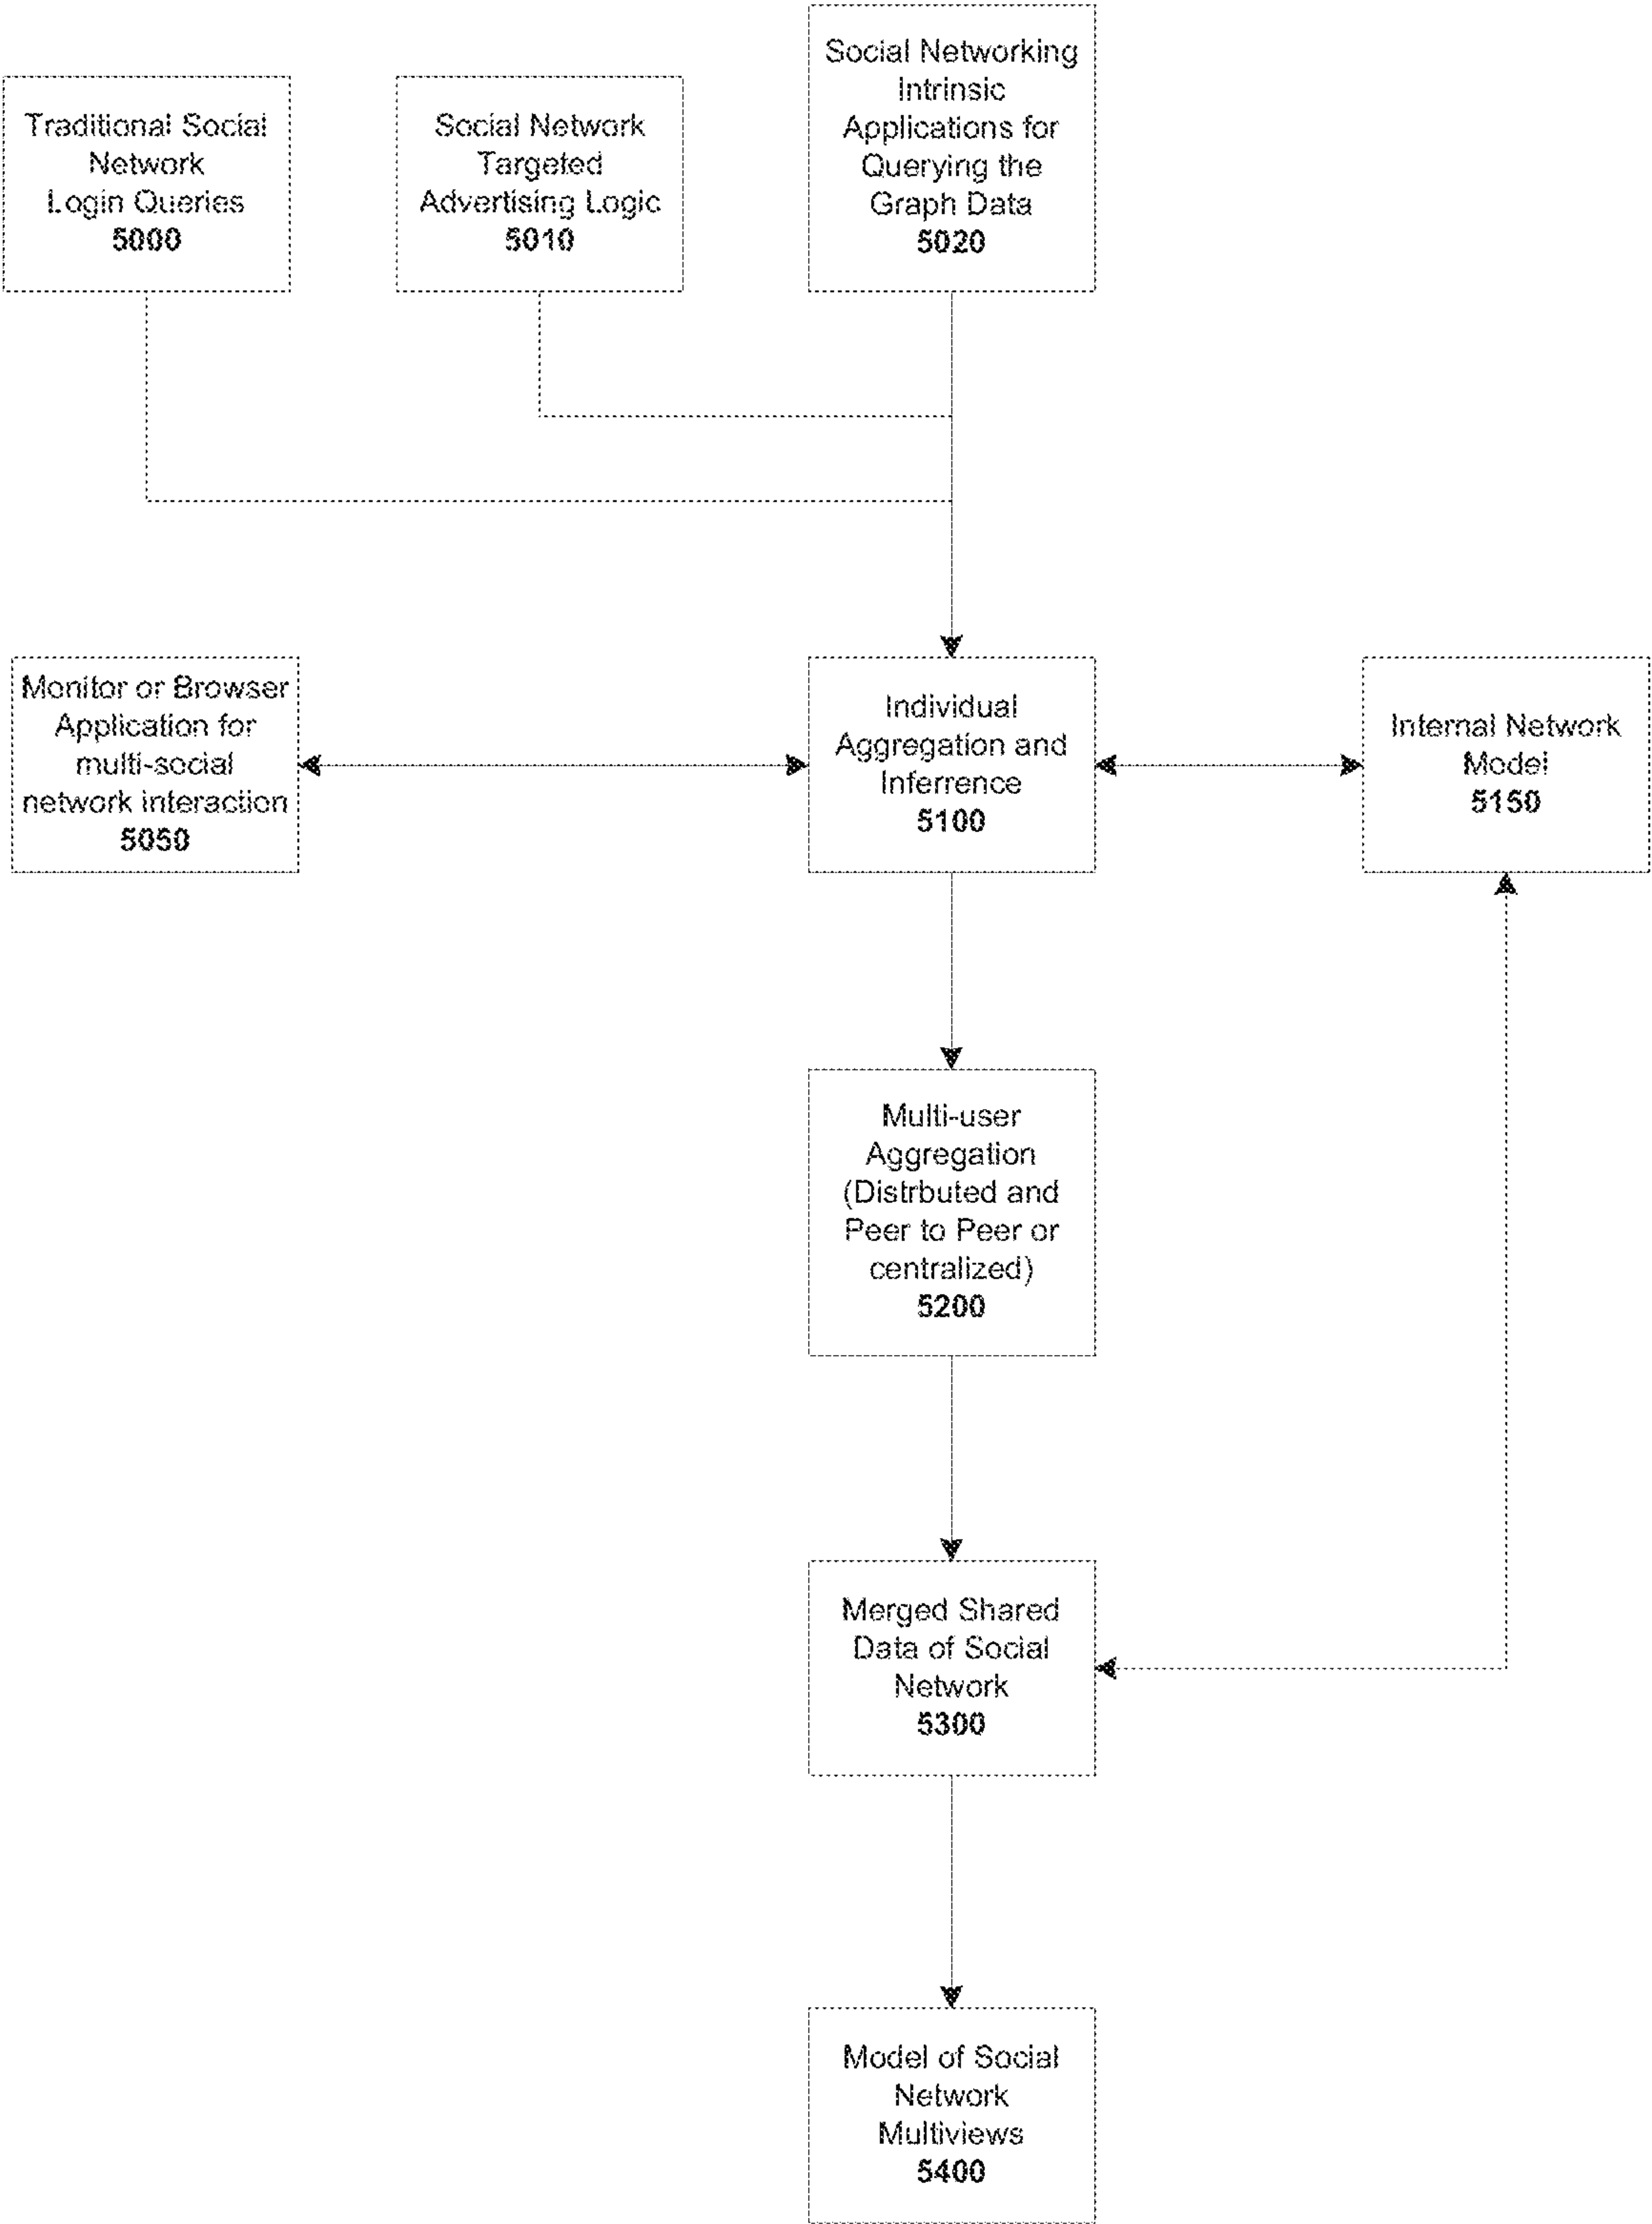 Traditional Social
Network
Login Queries
5000
Social Network
Targeted
Advertising Logic
5010
Social Networking
Intrinsic
Applications for
Querying the
Graph Data
5020
Monitor or Browser
Application for
multi-social
network interaction
5050
Individual
Aggregation and
Inferrence
5100
Internal Network
Model
5150
Multi-user
Aggregation
(Distrbuted and
Peer to Peer or
centralized)
5200
Merged Shared
Data of Social
Network
5300
Model of Social
Network
Multiviews
5400